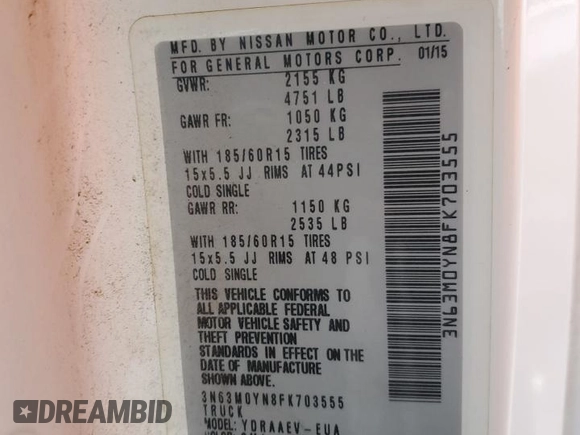 MFD. BY NISSAN MOTOR CO., LTD.
FOR GENERAL MOTORS CORP. 01/15
GVWR: 2155 KG
4751 LB
GAWR FR: 1050 KG
2315 LB
WITH 185/60R15 TIRES
15x5.5 JJ RIMS AT 44PSI
COLD SINGLE
GAWR RR: 1150 KG
2535 LB
WITH 185/60R15 TIRES
15x5.5 JJ RIMS AT 48 PSI
COLD SINGLE
THIS VEHICLE CONFORMS TO
ALL APPLICABLE FEDERAL
MOTOR VEHICLE SAFETY AND
THEFT PREVENTION
STANDARDS IN EFFECT ON THE
DATE OF MANUFACTURE
SHOWN ABOVE.
3N63M0YN8FK703555
TRUCK
MODEL: YDRAAEV-EUA
3N63M0YN8FK703555
© BIDMOTORS